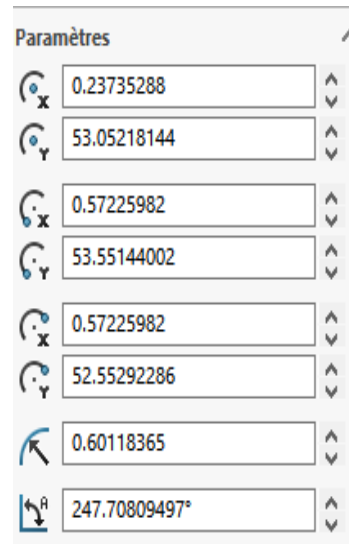 Paramètres
X 0.23735288
Y 53.05218144
X 0.57225982
Y 53.55144002
X 0.57225982
Y 52.55292286
0.60118365
A 247.70809497°